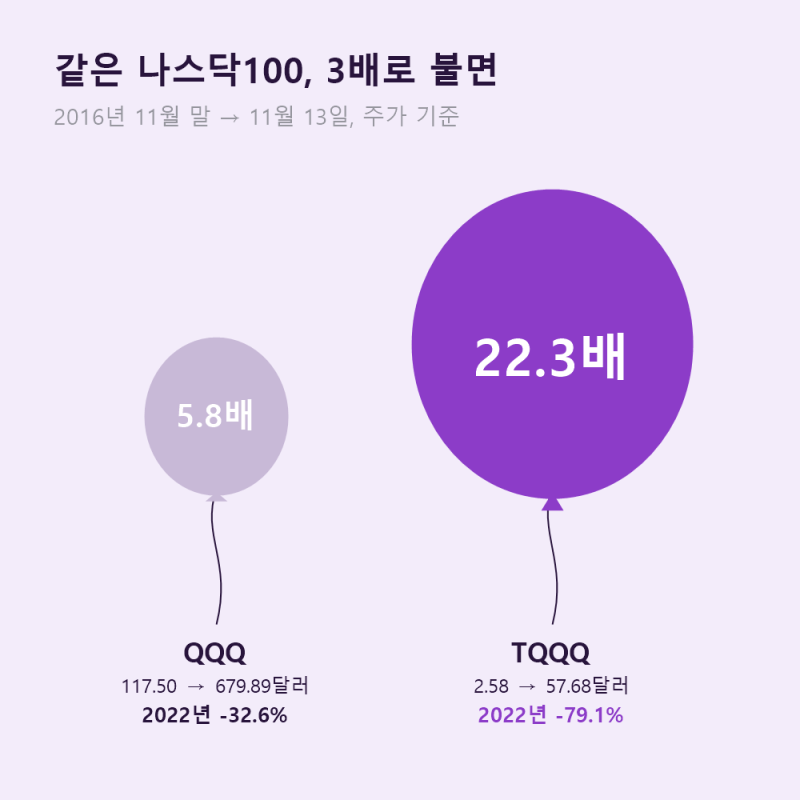 같은 나스닥100, 3배로 불면
2016년 11월 말 → 11월 13일, 주가 기준
22.3배
5.8배
QQQ
117.50 → 679.89달러
2022년 -32.6%
TQQQ
2.58 → 57.68달러
2022년 -79.1%